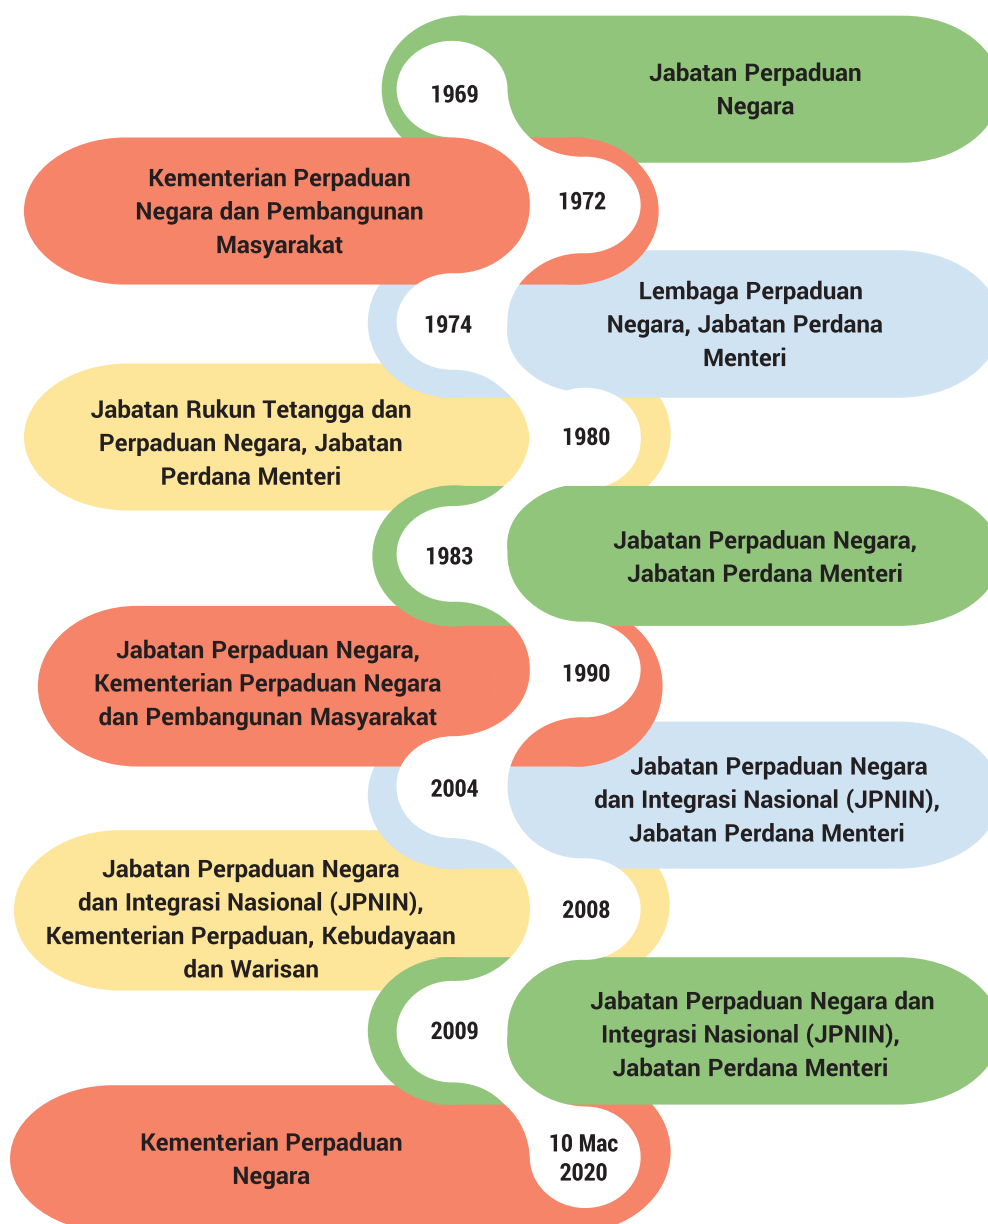 1969
Jabatan Perpaduan
Negara
Kementerian Perpaduan
Negara dan Pembangunan
Masyarakat
1972
1974
Lembaga Perpaduan
Negara, Jabatan Perdana
Menteri
Jabatan Rukun Tetangga dan
Perpaduan Negara, Jabatan
Perdana Menteri
1980
1983
Jabatan Perpaduan Negara,
Jabatan Perdana Menteri
Jabatan Perpaduan Negara,
Kementerian Perpaduan Negara
dan Pembangunan Masyarakat
1990
2004
Jabatan Perpaduan Negara
dan Integrasi Nasional (JPNIN),
Jabatan Perdana Menteri
Jabatan Perpaduan Negara
dan Integrasi Nasional (JPNIN),
Kementerian Perpaduan, Kebudayaan
dan Warisan
2008
2009
Jabatan Perpaduan Negara dan
Integrasi Nasional (JPNIN),
Jabatan Perdana Menteri
Kementerian Perpaduan
Negara
10 Mac
2020